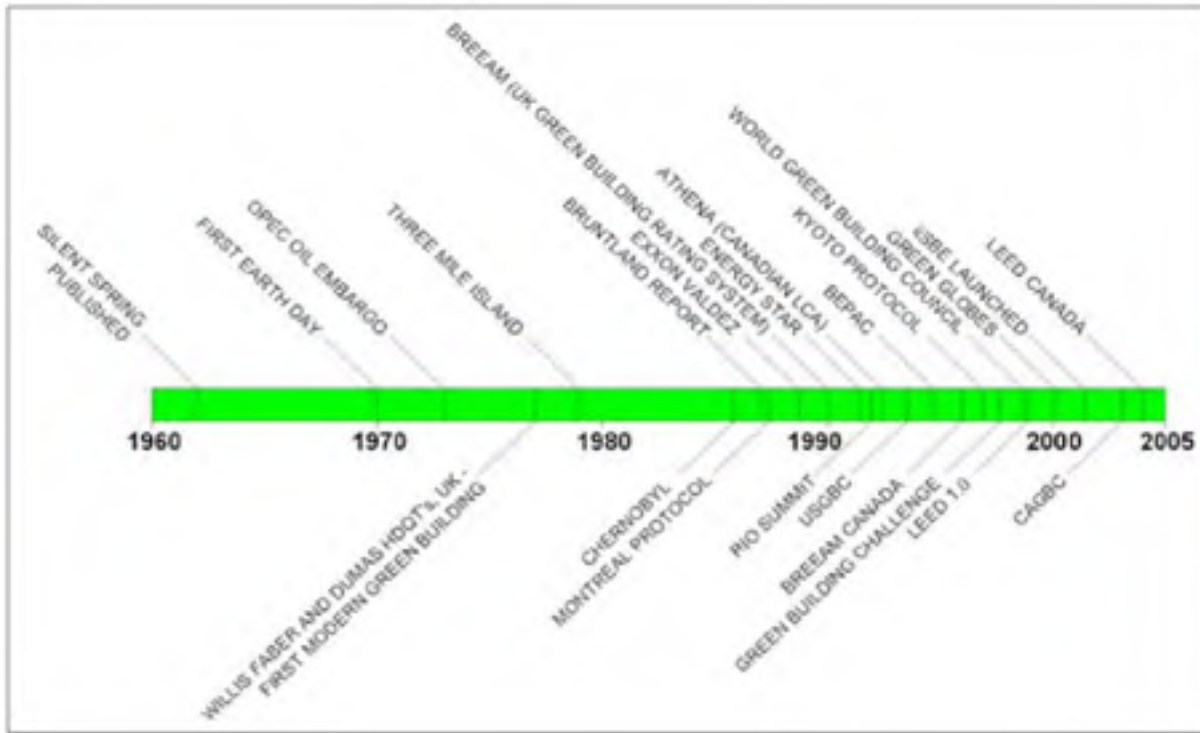 SILENT SPRING
PUBLISHED
FIRST EARTH DAY
OPEC OIL EMBARGO
THREE MILE ISLAND
BRUNTLAND REPORT
EXXON VALDEZ
BREEAM (UK GREEN BUILDING RATING SYSTEM)
ENERGY STAR
ATHENA (CANADIAN LCA)
BEPAC
KYOTO PROTOCOL
WORLD GREEN BUILDING COUNCIL
GREEN GLOBES
iiSBE LAUNCHED
LEED CANADA
1960 1970 1980 1990 2000 2005
WILLIS FABER AND DUMAS HDQT's, UK -
FIRST MODERN GREEN BUILDING
CHERNOBYL
MONTREAL PROTOCOL
RIO SUMMIT
USGBC
BREEAM CANADA
GREEN BUILDING CHALLENGE
LEED 1.0
CAGBC